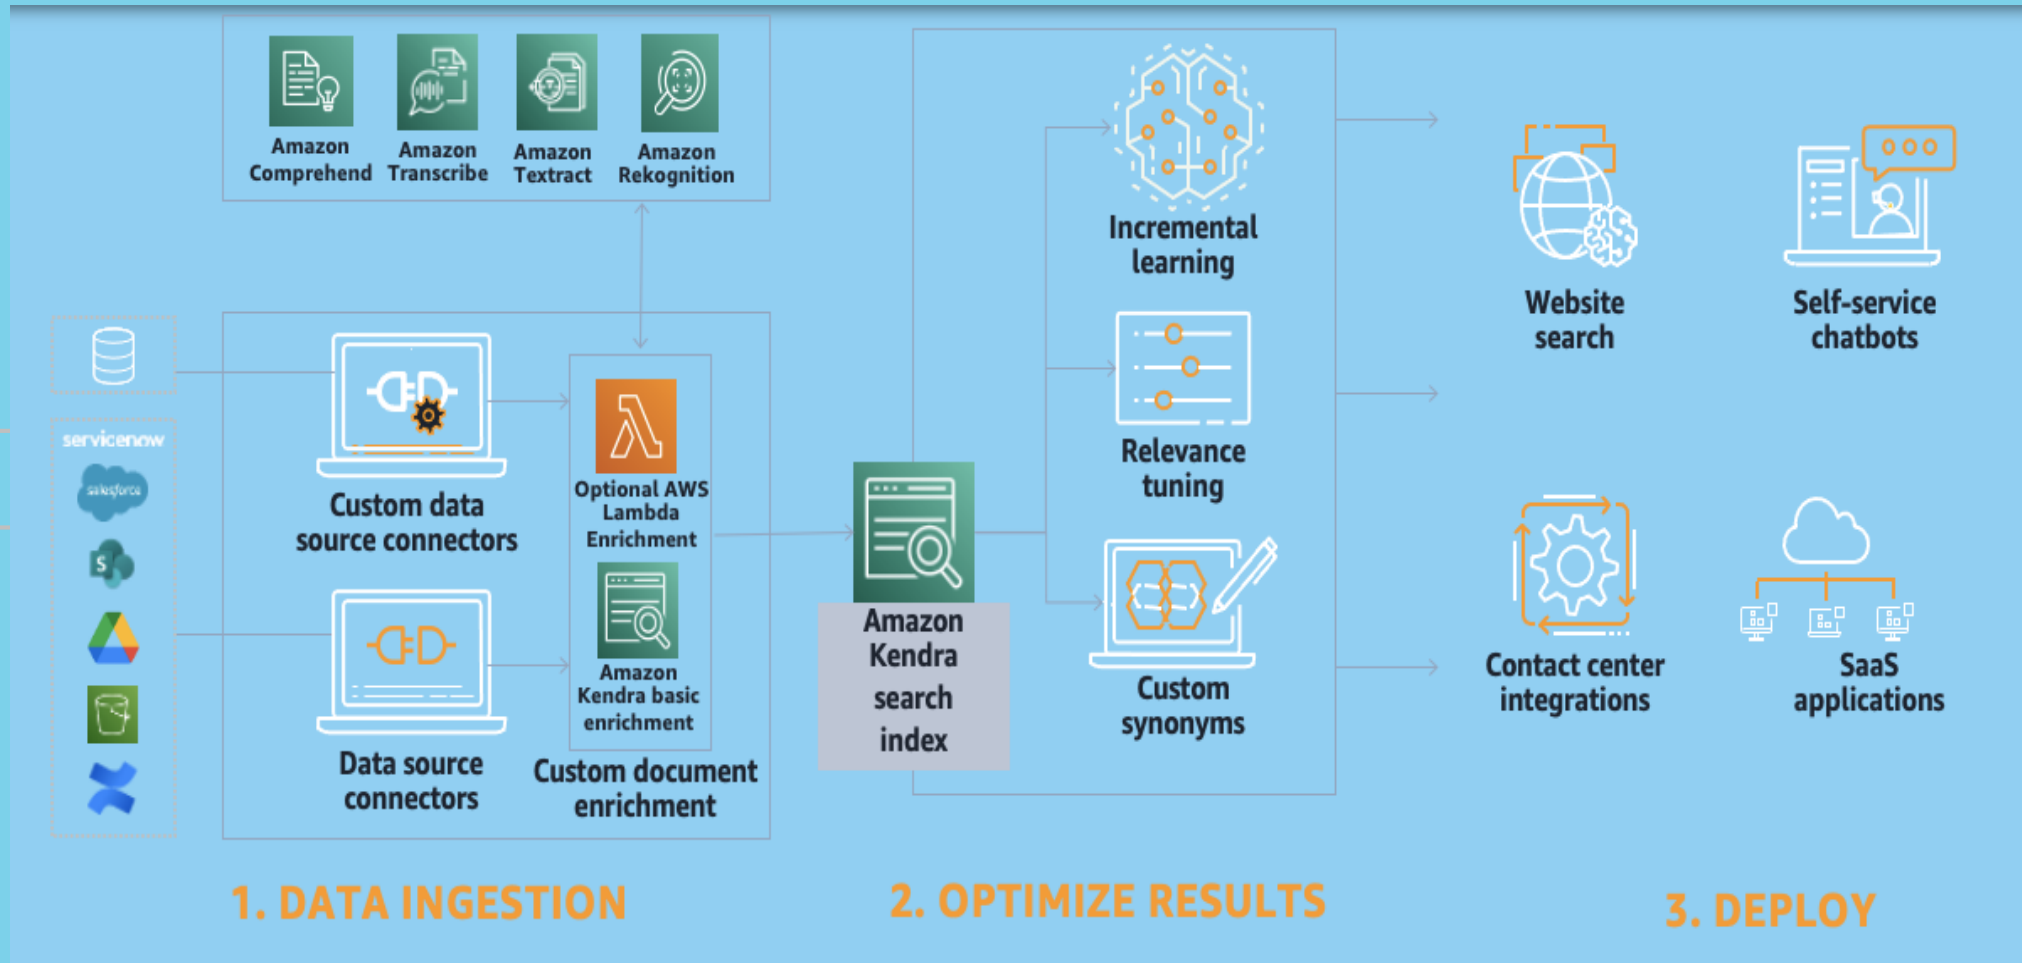 Amazon
Comprehend
Amazon
Transcribe
Amazon
Textract
Amazon
Rekognition
servicenow
salesforce
S
Custom data
source connectors
Data source
connectors
Optional AWS
Lambda
Enrichment
Amazon
Kendra basic
enrichment
Custom document
enrichment
Amazon
Kendra
search
index
Incremental
learning
Relevance
tuning
Custom
synonyms
Website
search
Self-service
chatbots
Contact center
integrations
SaaS
applications
1. DATA INGESTION
2. OPTIMIZE RESULTS
3. DEPLOY